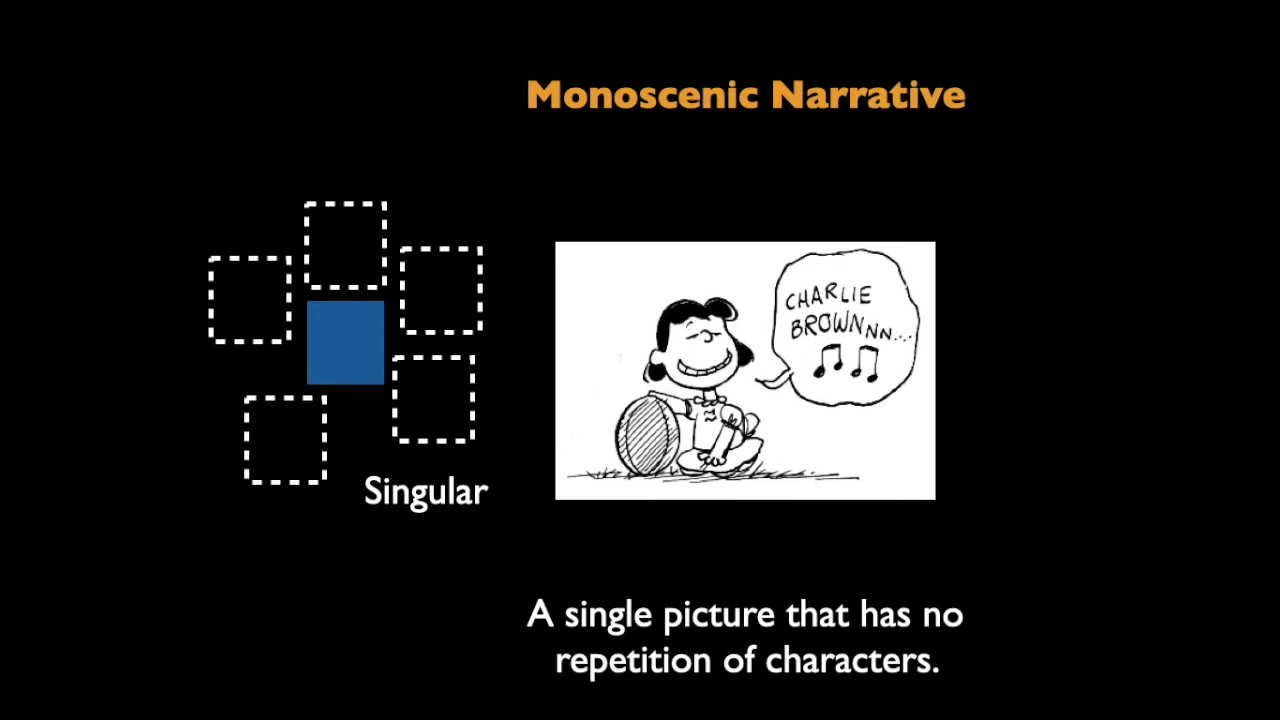 Monoscenic Narrative
CHARLIE
BROWNNN....
Singular
A single picture that has no
repetition of characters.